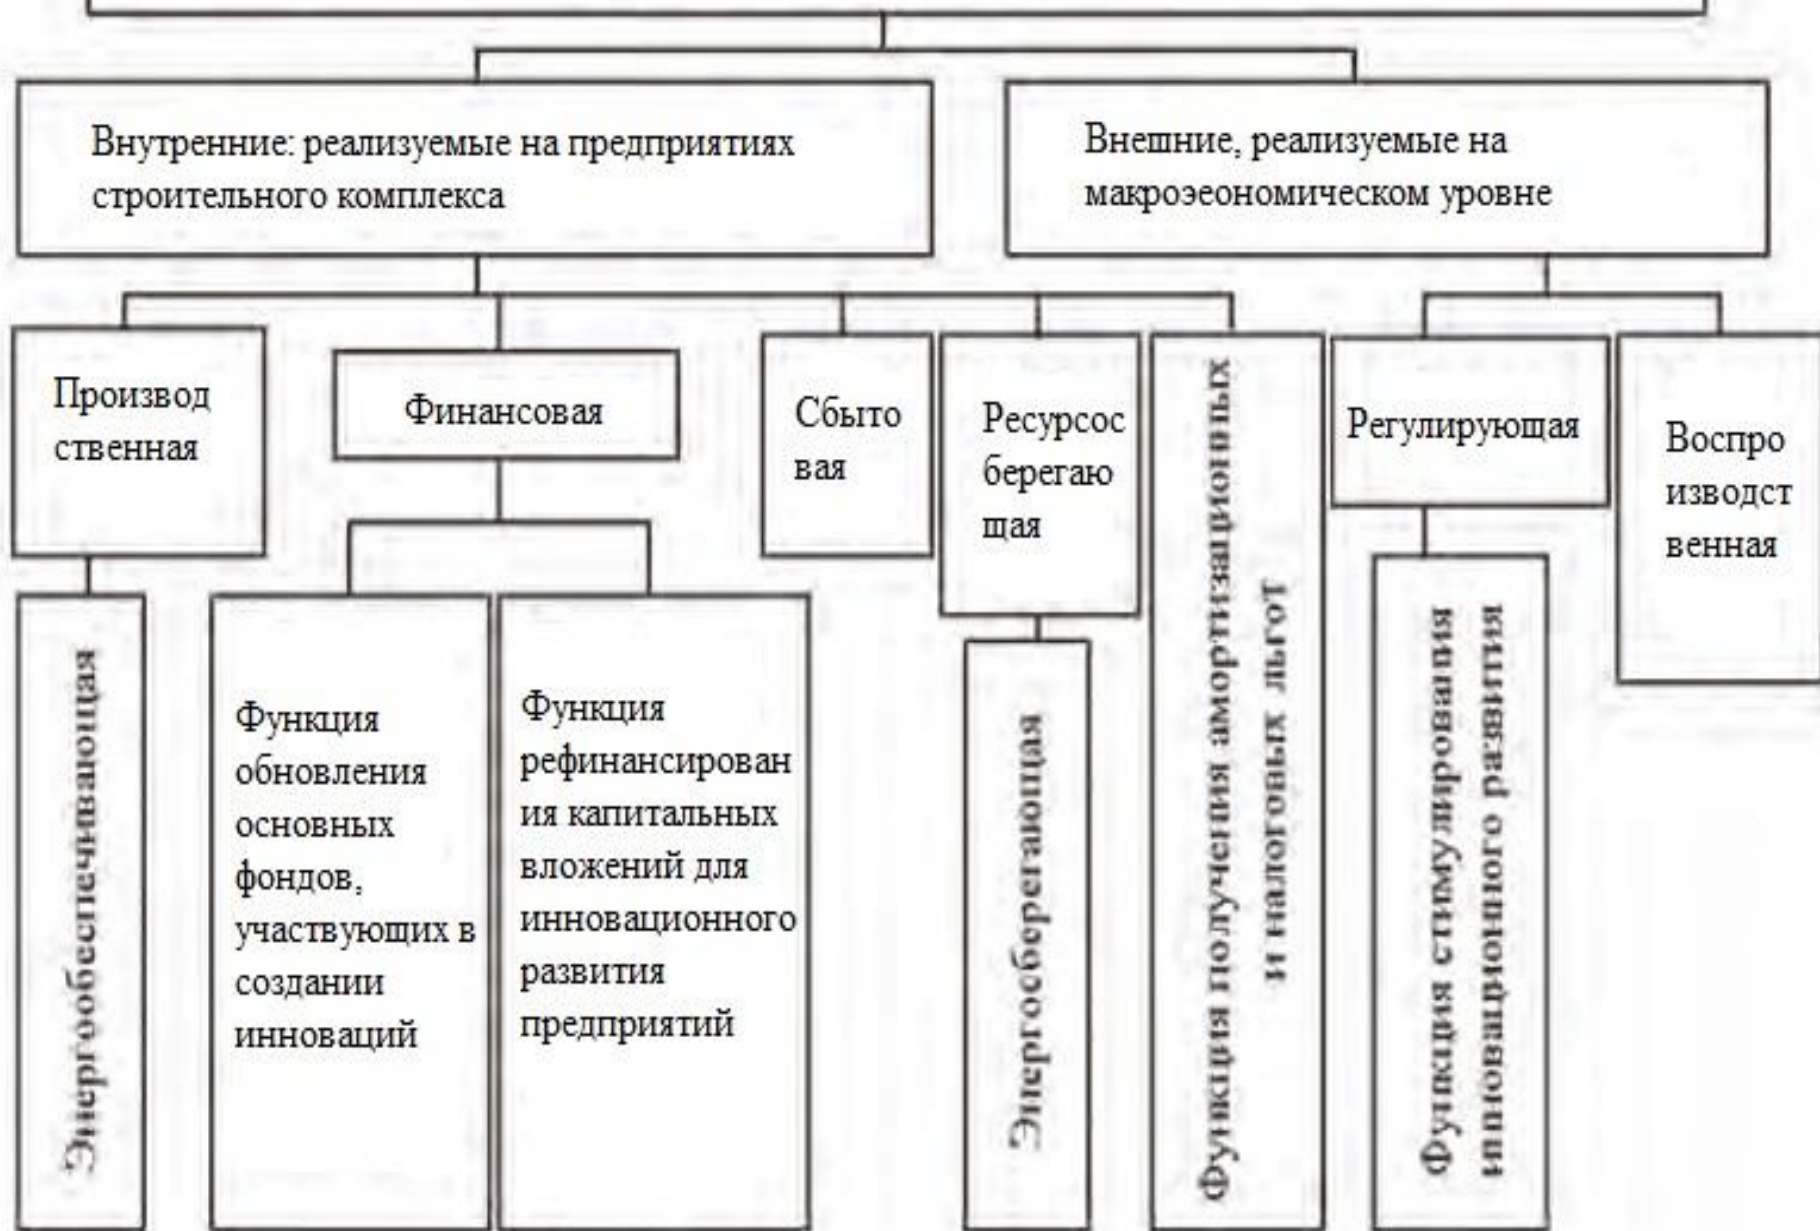 Внутренние: реализуемые на предприятиях
строительного комплекса
Внешние, реализуемые на
макроэеономическом уровне
Производ
ственная
Финансовая
Сбыто
вая
Ресурсос
берегаю
щая
Функция получения амортизационных
и налоговых льгот
Регулирующая
Воспро
изводст
венная
Энергообеспечивающая
Функция
обновления
основных
фондов,
участвующих в
создании
инноваций
Функция
рефинансирован
ия капитальных
вложений для
инновационного
развития
предприятий
Энергосберегающая
Функция стимулирования
инновационного развития